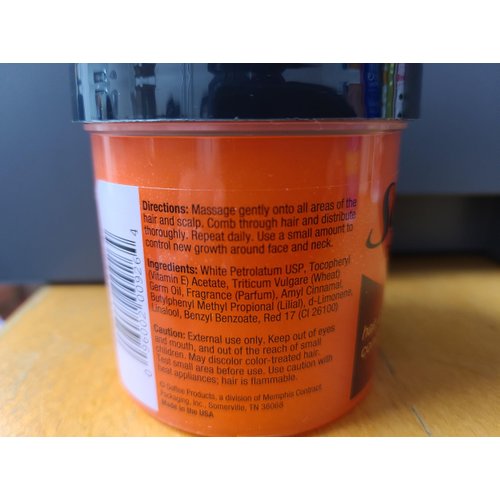 Directions: Massage gently onto all areas of the
hair and scalp. Comb through hair and distribute
thoroughly. Repeat daily. Use a small amount to
control new growth around face and neck.
Ingredients: White Petrolatum USP, Tocopheryl
(Vitamin E) Acetate, Triticum Vulgare (Wheat)
Germ Oil, Fragrance (Parfum), Amyl Cinnamal,
Butylphenyl Methyl Propional (Lilial), d-Limonene,
Linalool, Benzyl Benzoate, Red 17 (CI 26100)
Caution: External use only. Keep out of eyes
and mouth, and out of the reach of small
children. May discolor color-treated hair.
Test small area before use. Use caution with
heat appliances; hair is flammable.
Products, a division of Memphis Contract
Packaging, Inc., Somerville, TN 38068
Made in the USA